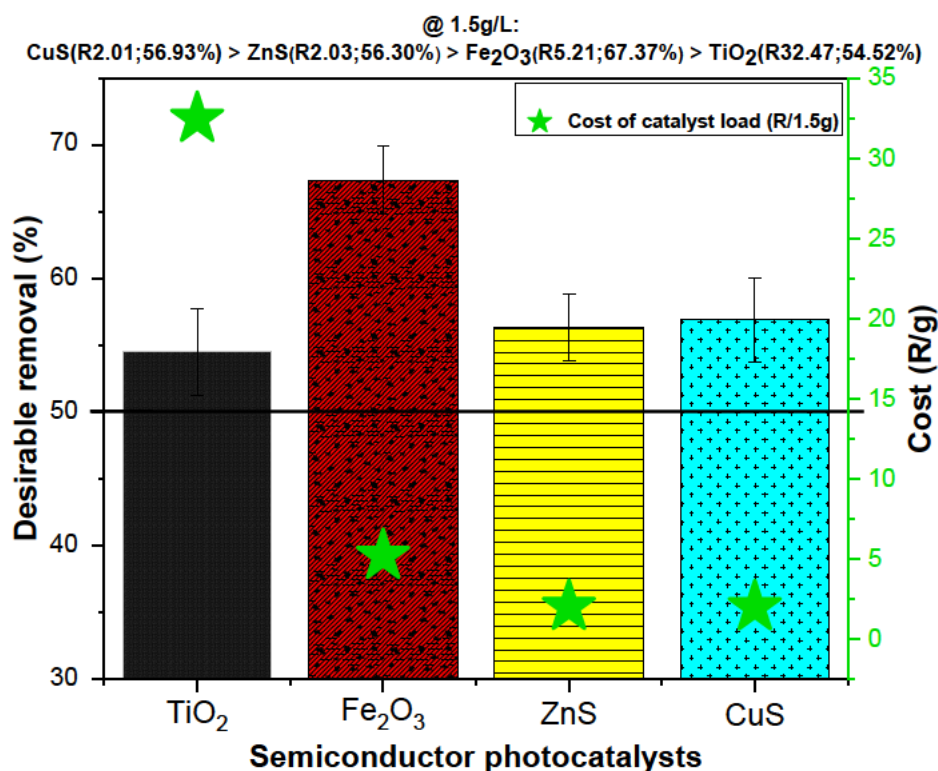 @ 1.5g/L:
CuS(R2.01;56.93%) > ZnS(R2.03;56.30%) > Fe₂O₃(R5.21;67.37%) > TiO₂(R32.47;54.52%)
Cost of catalyst load (R/1.5g)
Desirable removal (%)
70
60
50
40
30
35
30
25
20
15
10
5
0
Cost (R/g)
TiO₂ Fe₂O₃ ZnS CuS
Semiconductor photocatalysts